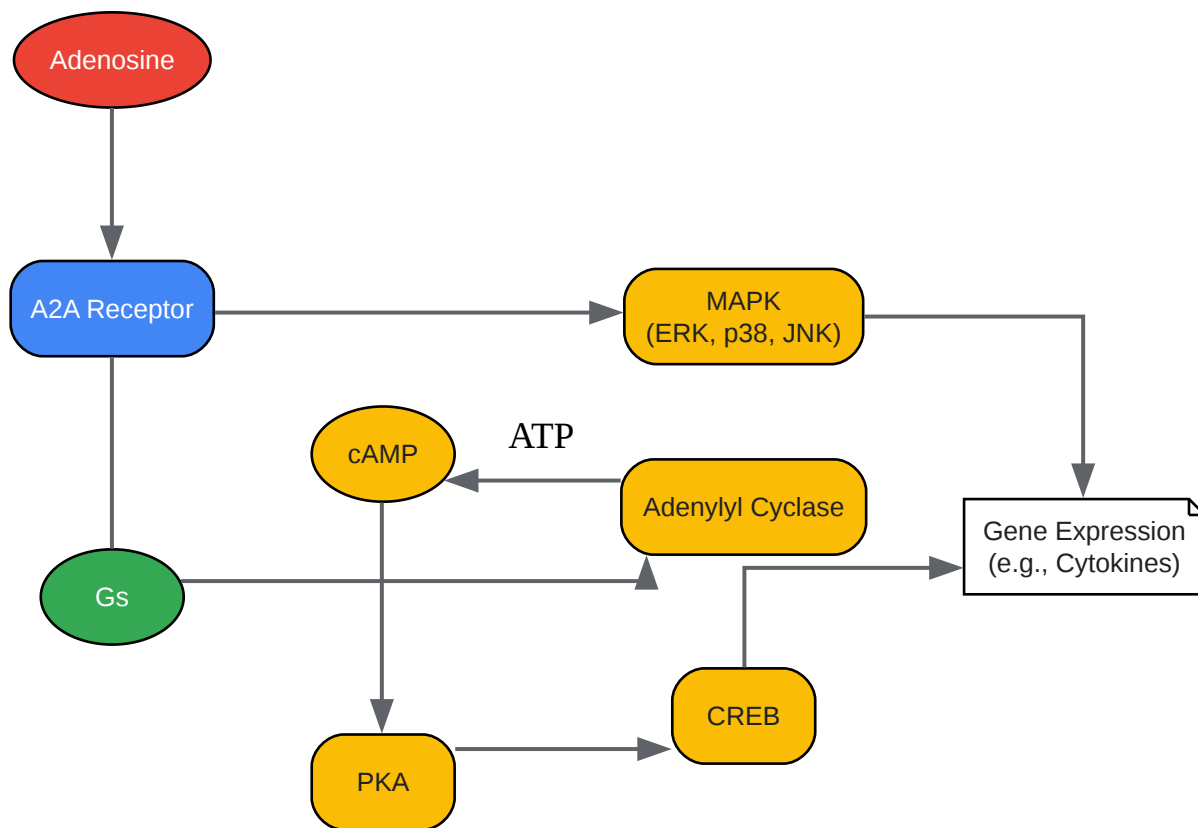 Adenosine
A2A Receptor
MAPK
(ERK, p38, JNK)
cAMP
ATP
Adenylyl Cyclase
Gene Expression
(e.g., Cytokines)
Gs
CREB
PKA